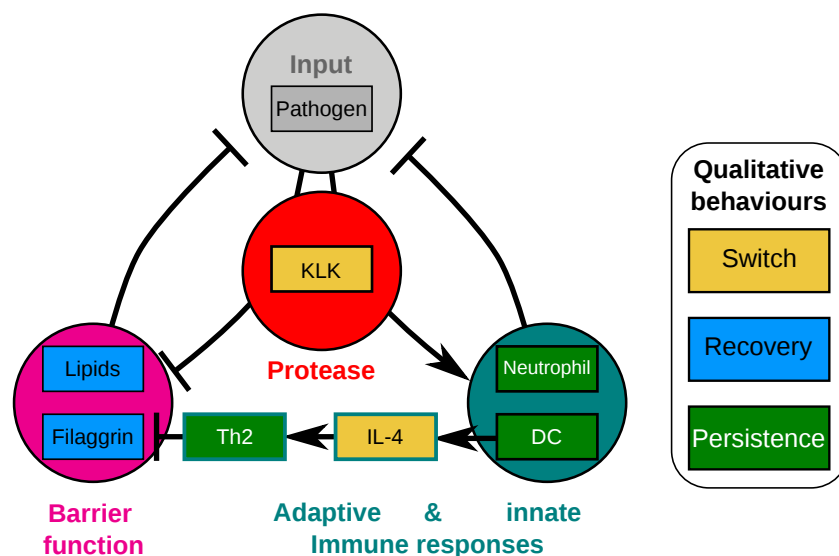 Input
Pathogen
KLK
Protease
Lipids
Filaggrin
Th2
IL-4
Neutrophil
DC
Barrier
function
Adaptive & innate
Immune responses
Qualitative
behaviours
Switch
Recovery
Persistence